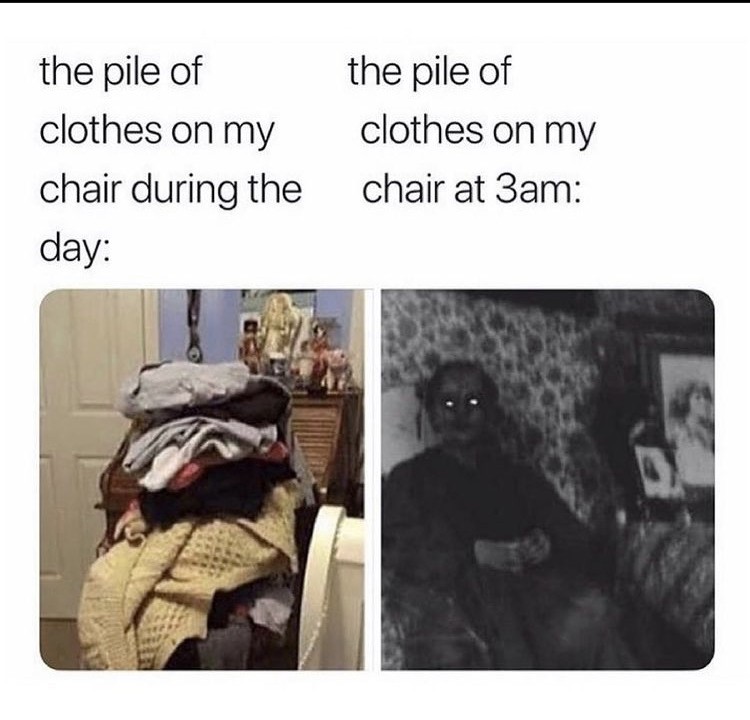 the pile of
clothes on my
chair during the
day:
the pile of
clothes on my
chair at 3am: